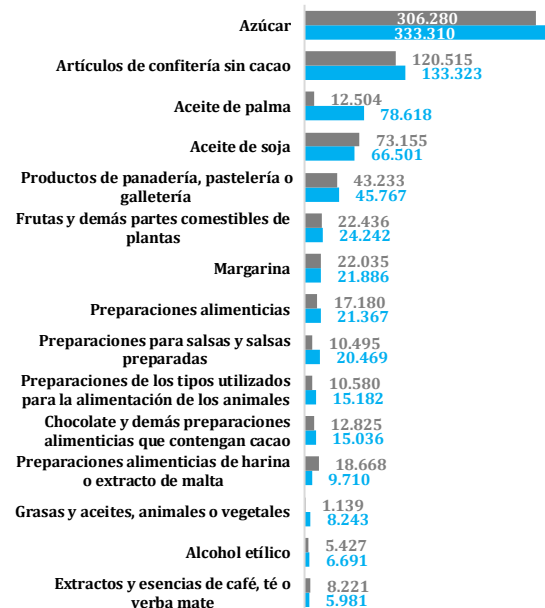 Azúcar
306.280
333.310
Artículos de confitería sin cacao
120.515
133.323
Aceite de palma
12.504
78.618
Aceite de soja
73.155
66.501
Productos de panadería, pastelería o
galletería
43.233
45.767
Frutas y demás partes comestibles de
plantas
22.436
24.242
Margarina
22.035
21.886
Preparaciones alimenticias
17.180
21.367
Preparaciones para salsas y salsas
preparadas
10.495
20.469
Preparaciones de los tipos utilizados
para la alimentación de los animales
10.580
15.182
Chocolate y demás preparaciones
alimenticias que contengan cacao
12.825
15.036
Preparaciones alimenticias de harina
o extracto de malta
18.668
9.710
Grasas y aceites, animales o vegetales
1.139
8.243
Alcohol etílico
5.427
6.691
Extractos y esencias de café, té o
yerba mate
8.221
5.981